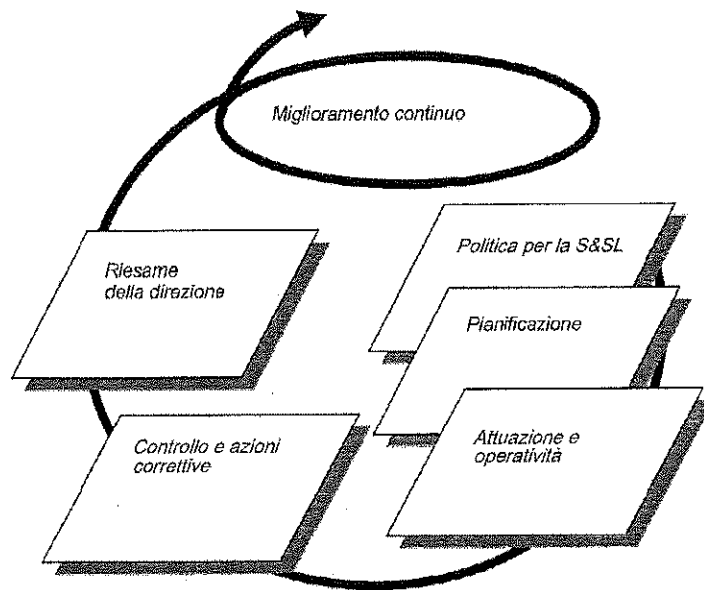 Miglioramento continuo
Politica per la S&SL
Pianificazione
Attuazione e
operatività
Controllo e azioni
correttive
Riesame
della direzione